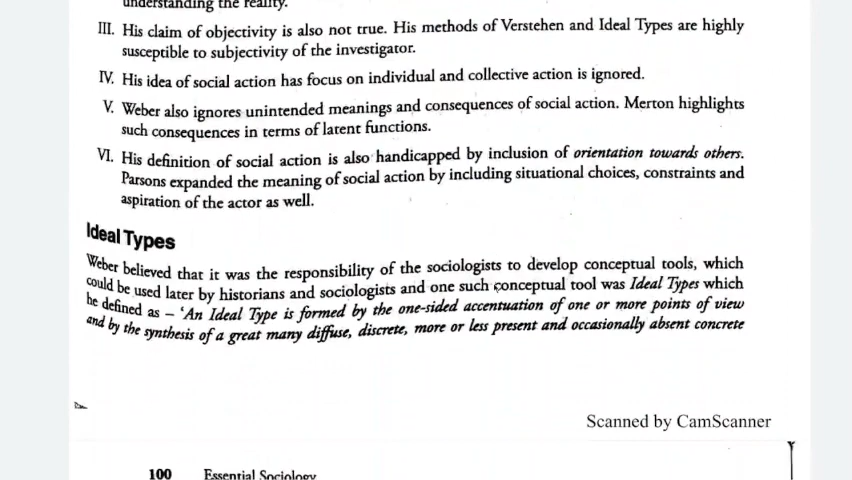 understanding the reality.
III. His claim of objectivity is also not true. His methods of Verstehen and Ideal Types are highly
susceptible to subjectivity of the investigator.
IV. His idea of social action has focus on individual and collective action is ignored.
V. Weber also ignores unintended meanings and consequences of social action. Merton highlights
such consequences in terms of latent functions.
VI. His definition of social action is also handicapped by inclusion of orientation towards others.
Parsons expanded the meaning of social action by including situational choices, constraints and
aspiration of the actor as well.
Ideal Types
Weber believed that it was the responsibility of the sociologists to develop conceptual tools, which
could be used later by historians and sociologists and one such conceptual tool was Ideal Types which
he defined as – 'An Ideal Type is formed by the one-sided accentuation of one or more points of view
and by the synthesis of a great many diffuse, discrete, more or less present and occasionally absent concrete
Scanned by CamScanner
100 Essential Sociology